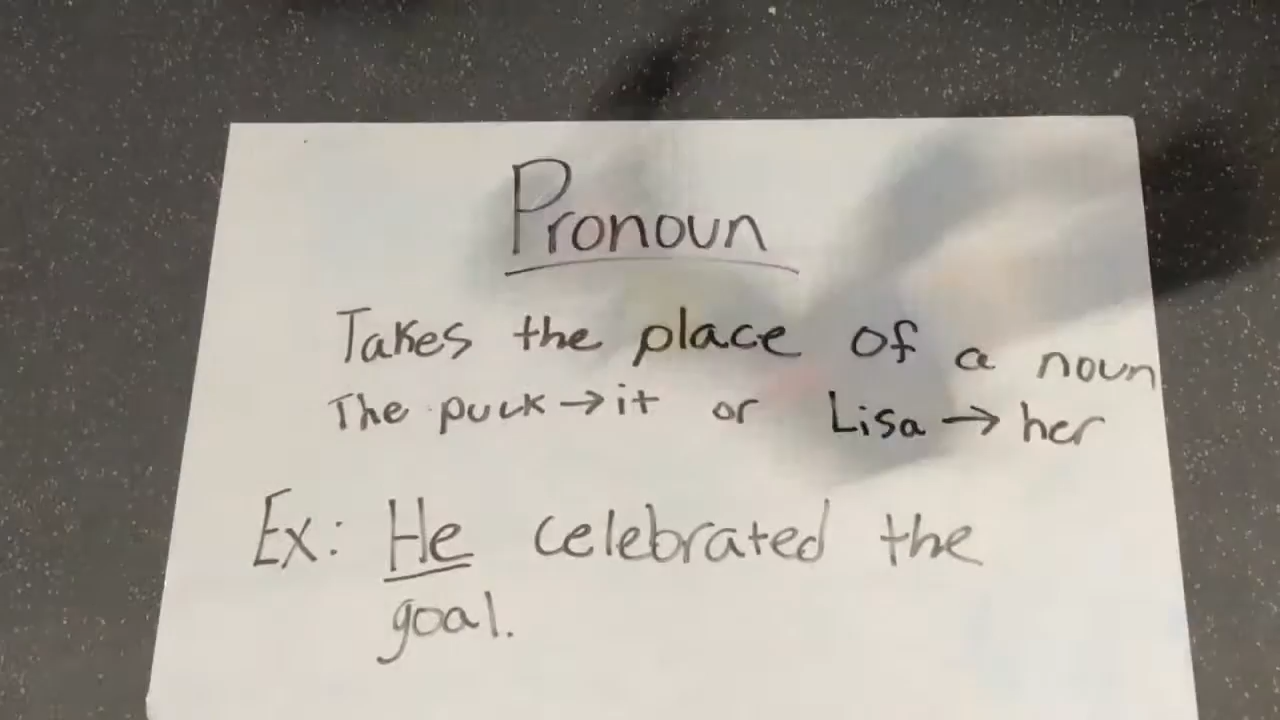 Pronoun
Takes the place of a noun
The puck → it or Lisa → her
Ex: He celebrated the
goal.